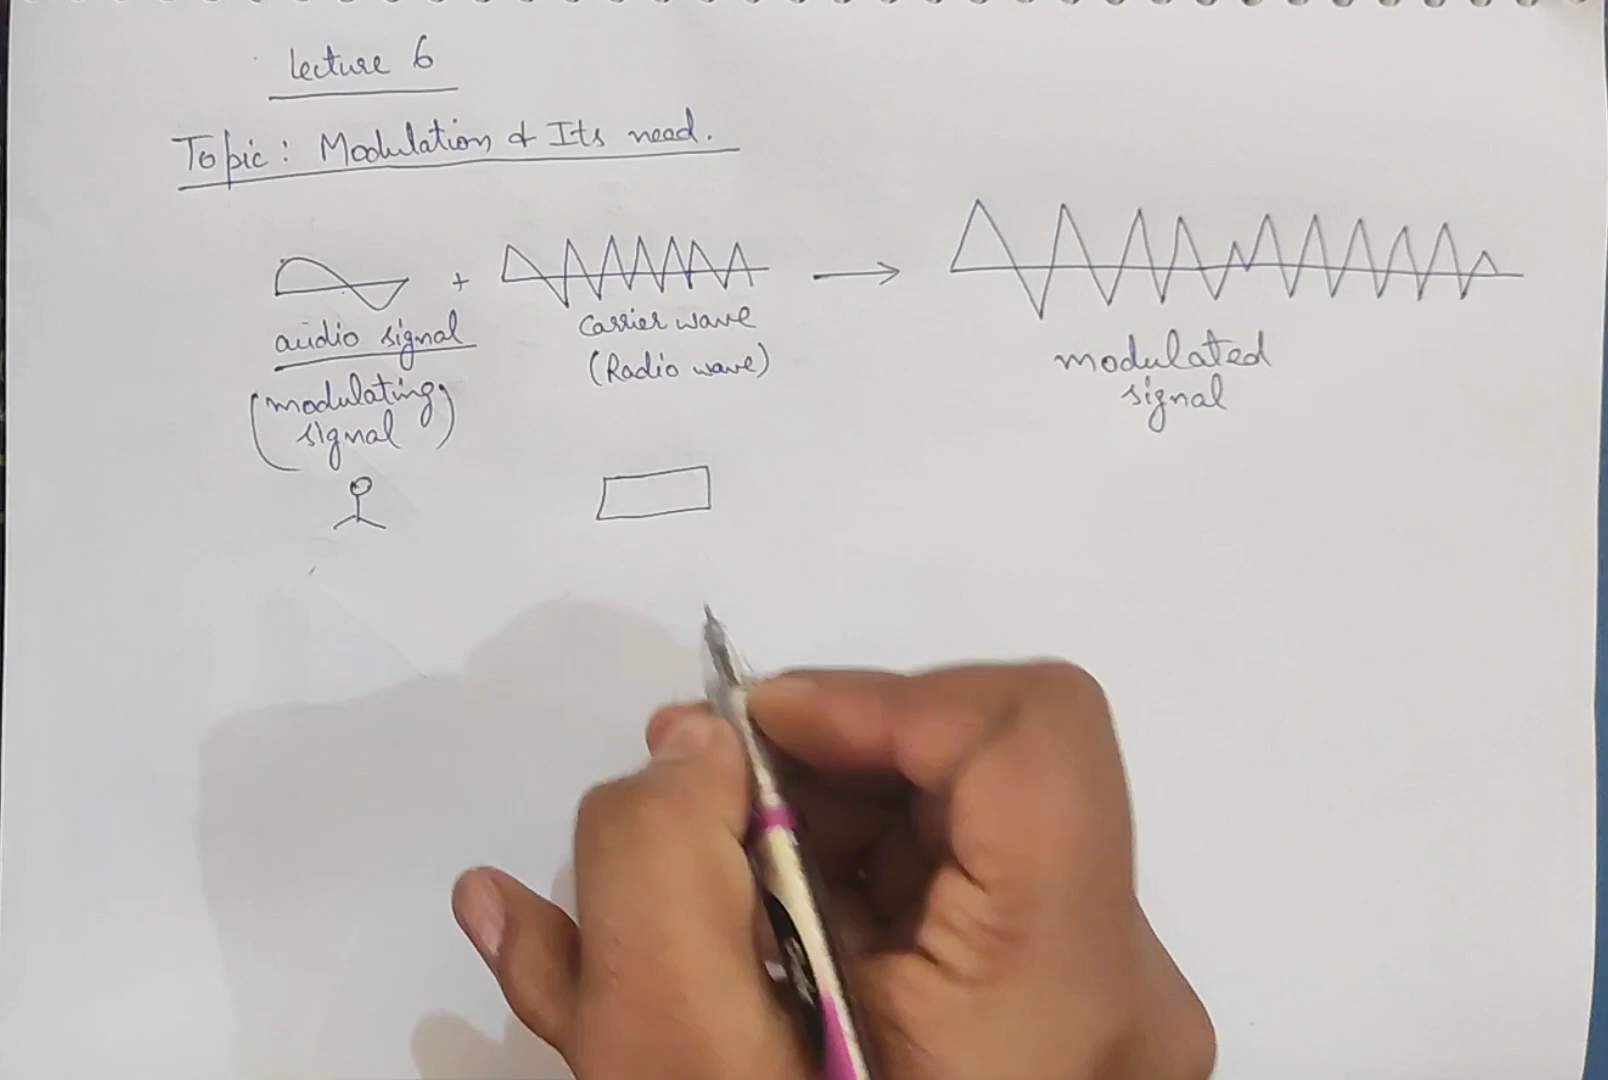 Lecture 6
Topic: Modulation & Its need.
+
audio signal
(modulating signal)
carrier wave
(Radio wave)
modulated
signal